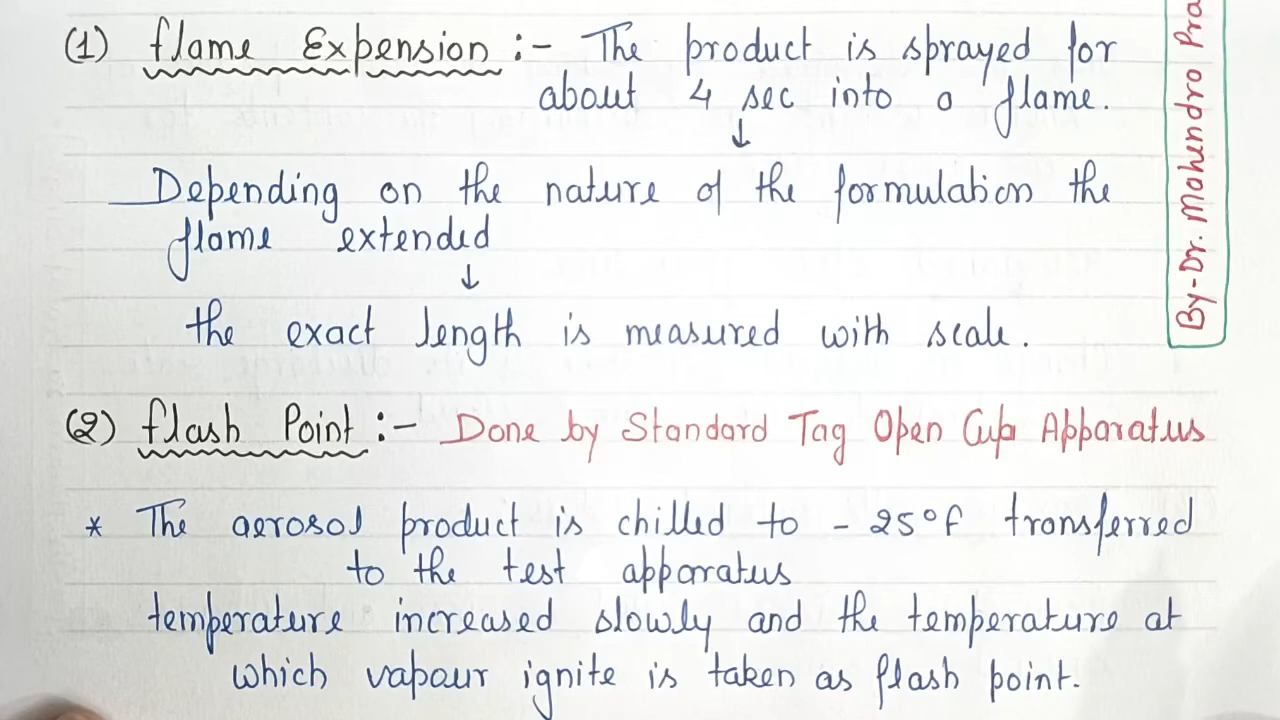 (1) flame Expension :- The product is sprayed for
about 4 sec into a flame.
↓
Depending on the nature of the formulation the
flame extended
↓
the exact length is measured with scale.
(2) flash Point :- Done by Standard Tag Open Cup Apparatus
* The aerosol product is chilled to - 25°f transferred
to the test apparatus
temperature increased slowly and the temperature at
which vapour ignite is taken as flash point.
By-Dr. Mahendra Pra